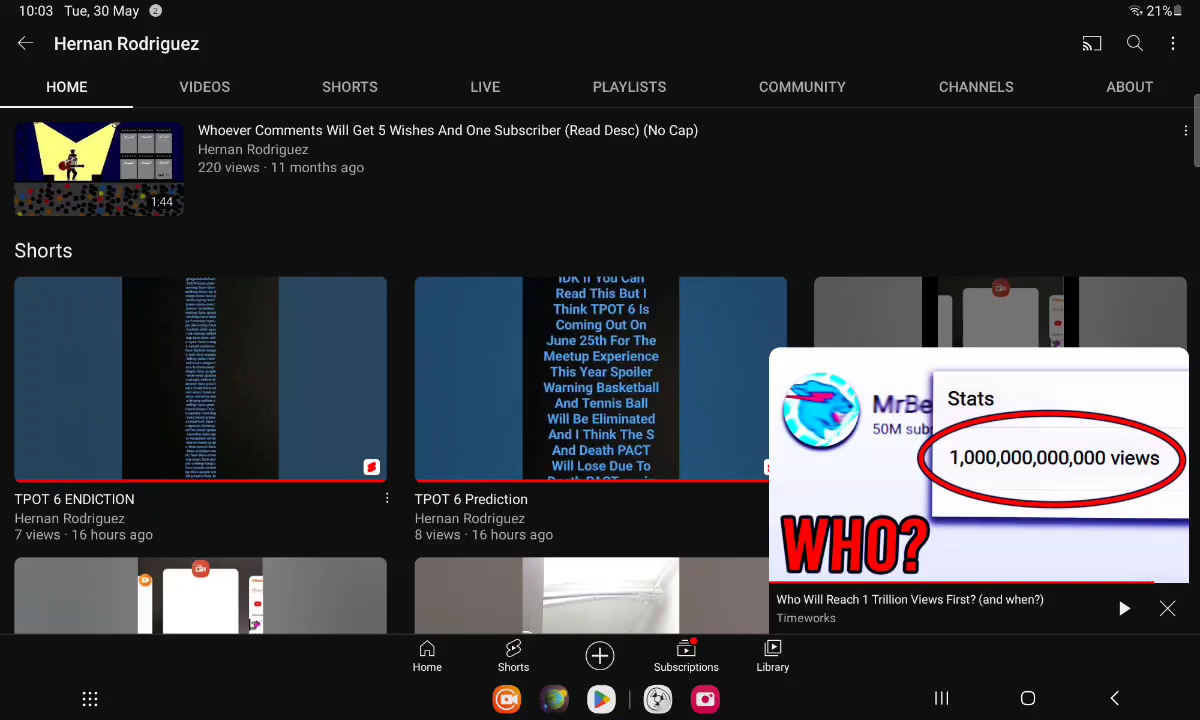 10:03 Tue, 30 May 2
21%
Hernan Rodriguez
HOME VIDEOS SHORTS LIVE PLAYLISTS COMMUNITY CHANNELS ABOUT
Whoever Comments Will Get 5 Wishes And One Subscriber (Read Desc) (No Cap)
Hernan Rodriguez
220 views · 11 months ago
1:44
Shorts
IDK If You Can
Read This But I
Think TPOT 6 Is
Coming Out On
June 25th For The
Meetup Experience
This Year Spoiler
Warning Basketball
And Tennis Ball
Will Be Eliminated
And I Think The S
And Death PACT
Will Lose Due To
TPOT 6 ENDICTION
Hernan Rodriguez
7 views · 16 hours ago
TPOT 6 Prediction
Hernan Rodriguez
8 views · 16 hours ago
MrBe
50M subs
Stats
1,000,000,000,000 views
WHO?
Who Will Reach 1 Trillion Views First? (and when?)
Timeworks
Home Shorts Subscriptions Library